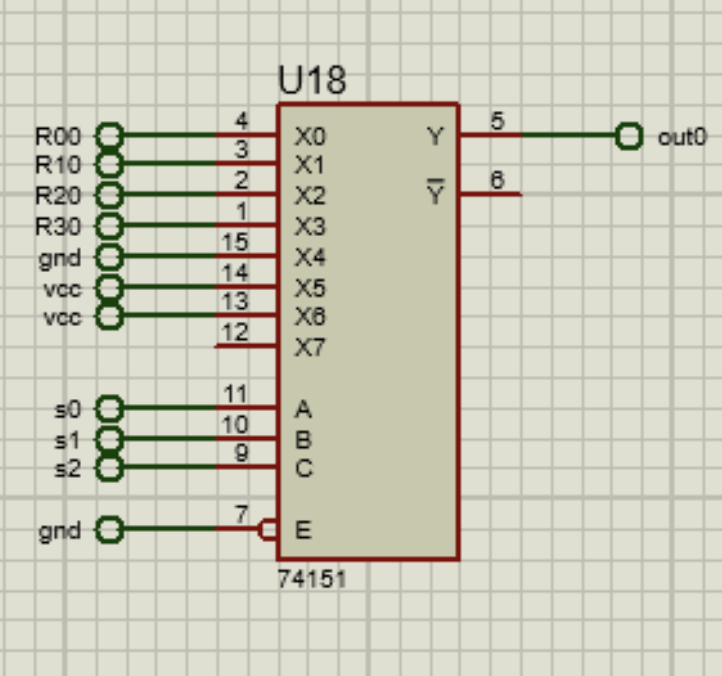 U18
R00 4 X0 Y 5 out0
R10 3 X1
R20 2 X2 Y̅ 6
R30 1 X3
gnd 15 X4
vcc 14 X5
vcc 13 X6
12 X7
s0 11 A
s1 10 B
s2 9 C
gnd 7 E
74151